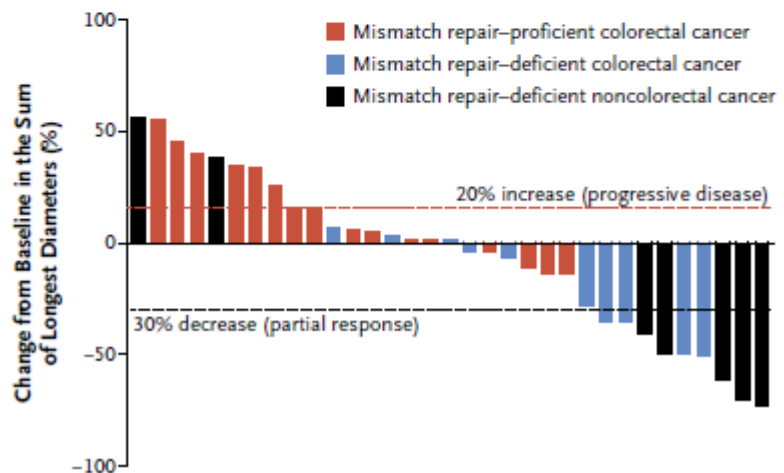 100
Mismatch repair–proficient colorectal cancer
Mismatch repair–deficient colorectal cancer
Mismatch repair–deficient noncolorectal cancer
Change from Baseline in the Sum
of Longest Diameters (%)
50
20% increase (progressive disease)
0
30% decrease (partial response)
−50
−100